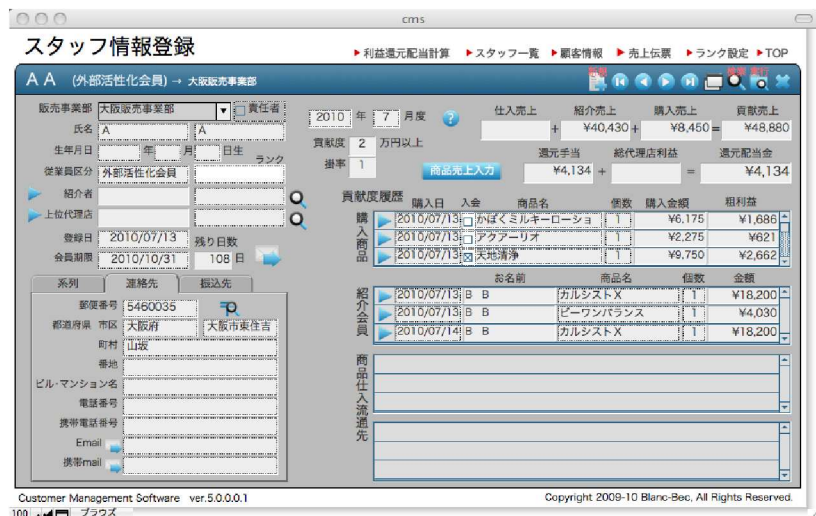 cms
スタッフ情報登録
▶利益還元配当計算 ▶スタッフ一覧 ▶顧客情報 ▶売上伝票 ▶ランク設定 ▶TOP
A A (外部活性化会員) → 大阪販売事業部
販売事業部 大阪販売事業部 責任者
氏名 A A
生年月日 年 月 日生 ランク
従業員区分 外部活性化会員
紹介者
上位代理店
登録日 2010/07/13 残り日数
会員期限 2010/10/31 108 日
2010 年 7 月度 ?
貢献度 2 万円以上
掛率 1
商品売上入力
仕入売上 紹介売上 購入売上 貢献売上
+ ¥40,430 + ¥8,450 = ¥48,880
還元手当 総代理店利益 還元配当金
¥4,134 + = ¥4,134
貢献度履歴 購入日 入会 商品名 個数 購入金額 粗利益
購入商品
2010/07/13 かぼくミルキーローショ 1 ¥6,175 ¥1,686
2010/07/13 アクアーリオ 1 ¥2,275 ¥621
2010/07/13 天地清浄 1 ¥9,750 ¥2,662
お名前 商品名 個数 金額
紹介会員
2010/07/13 B B カルシストX 1 ¥18,200
2010/07/13 B B ビーワンバランス 1 ¥4,030
2010/07/14 B B カルシストX 1 ¥18,200
商品仕入流通先
系列 連絡先 振込先
郵便番号 5460035
都道府県 市区 大阪府 大阪市東住吉
町村 山坂
番地
ビル･マンション名
電話番号
携帯電話番号
Email
携帯mail
Customer Management Software ver.5.0.0.0.1
Copyright 2009-10 Blanc-Bec, All Rights Reserved.
100 ブラウズ